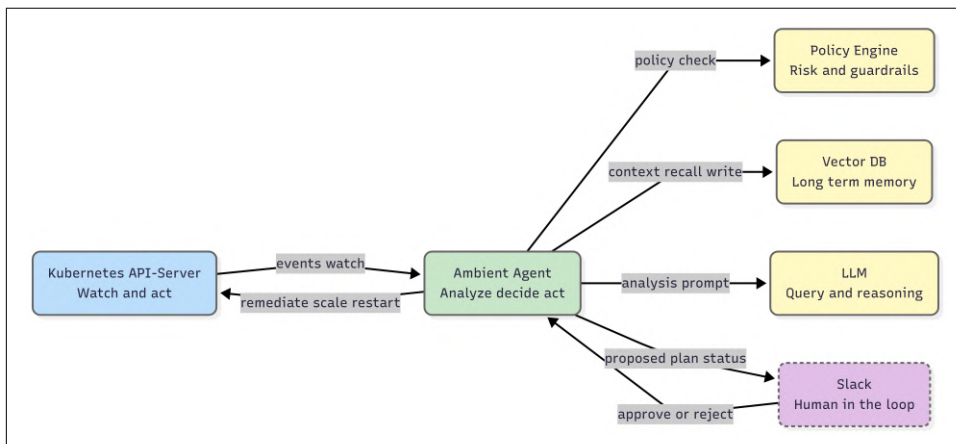 Policy Engine
Risk and guardrails
policy check
Vector DB
Long term memory
context recall write
Kubernetes API-Server
Watch and act
events watch
remediate scale restart
Ambient Agent
Analyze decide act
analysis prompt
LLM
Query and reasoning
proposed plan status
approve or reject
Slack
Human in the loop